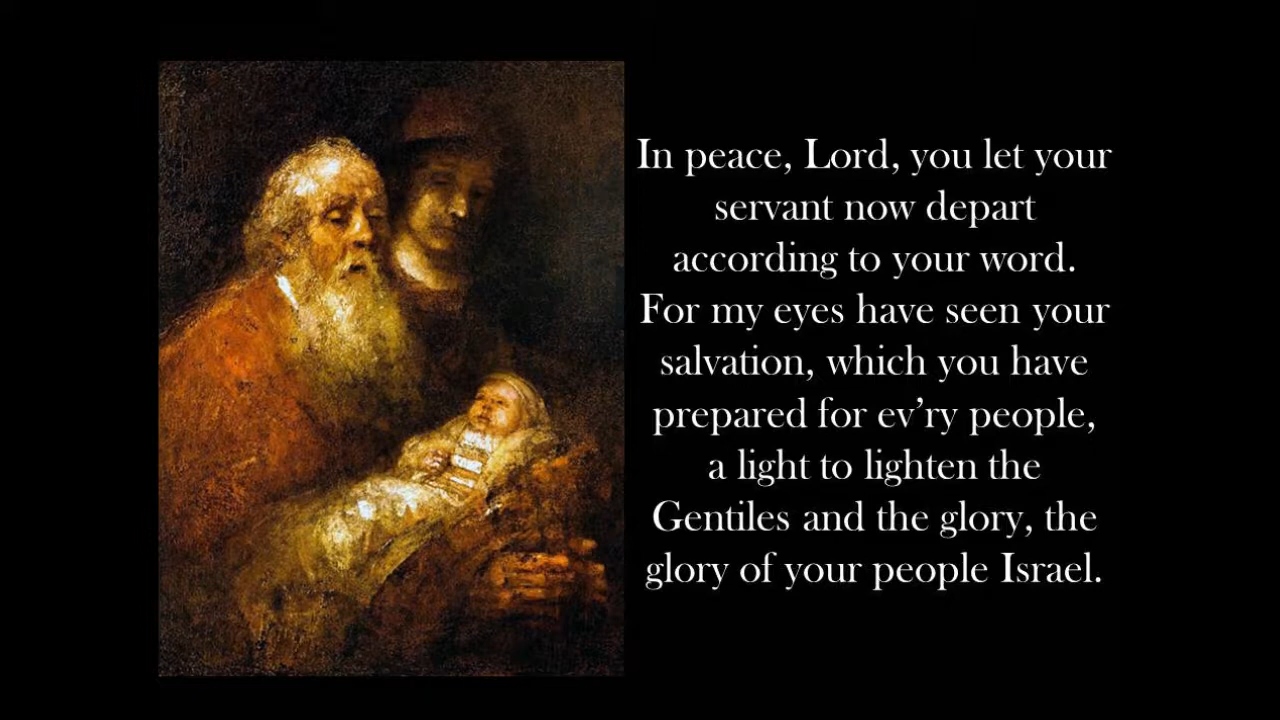 In peace, Lord, you let your
servant now depart
according to your word.
For my eyes have seen your
salvation, which you have
prepared for ev’ry people,
a light to lighten the
Gentiles and the glory, the
glory of your people Israel.